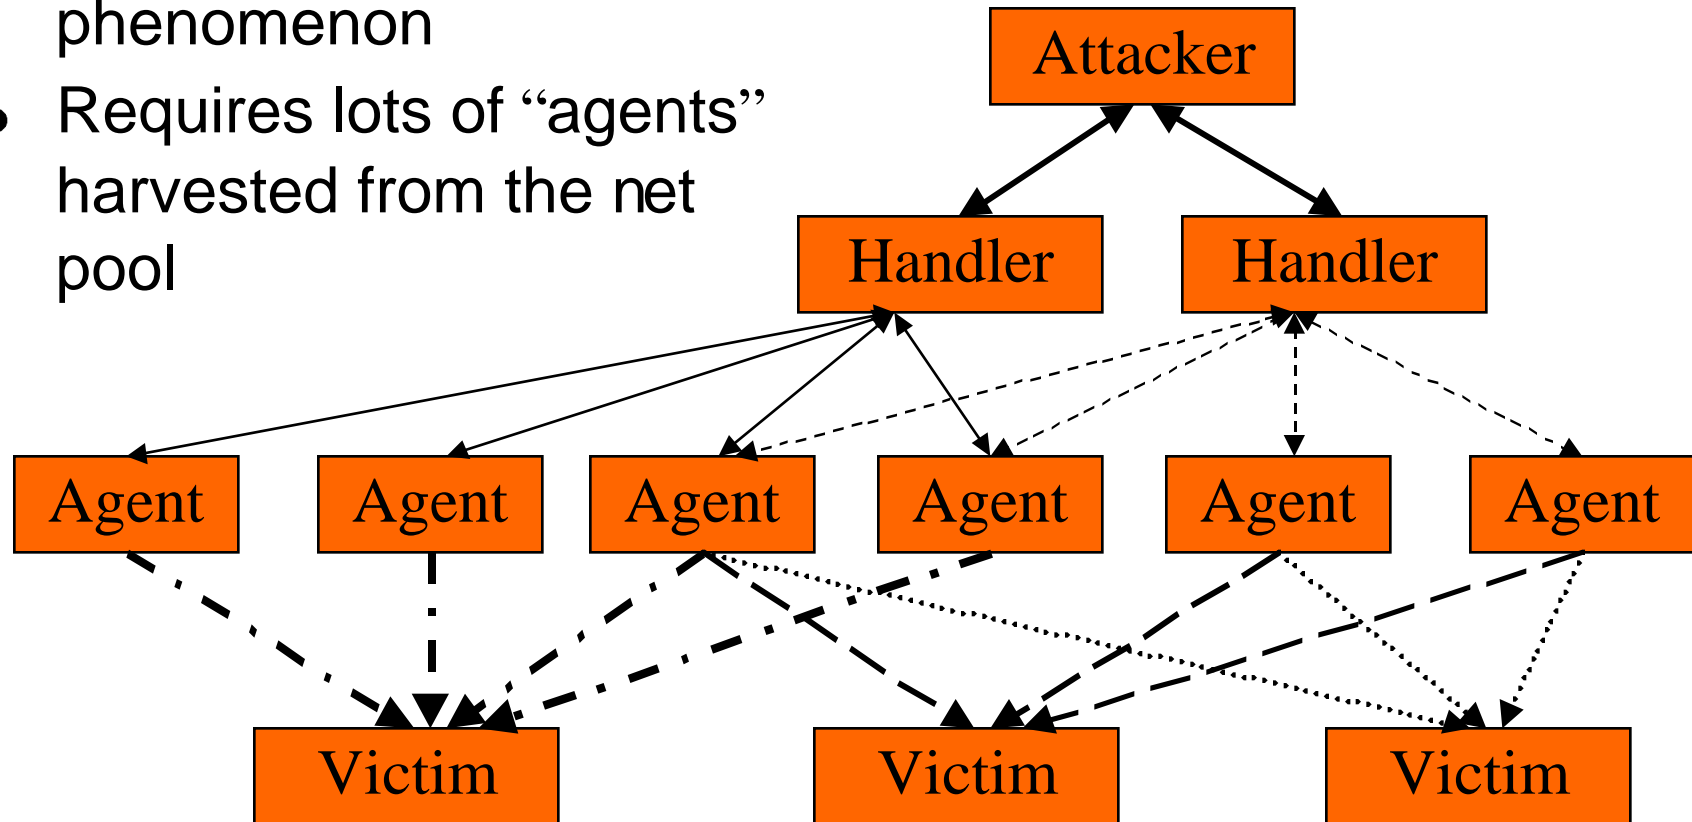 phenomenon
• Requires lots of “agents”
harvested from the net
pool
Attacker
Handler Handler
Agent Agent Agent Agent Agent Agent
Victim Victim Victim